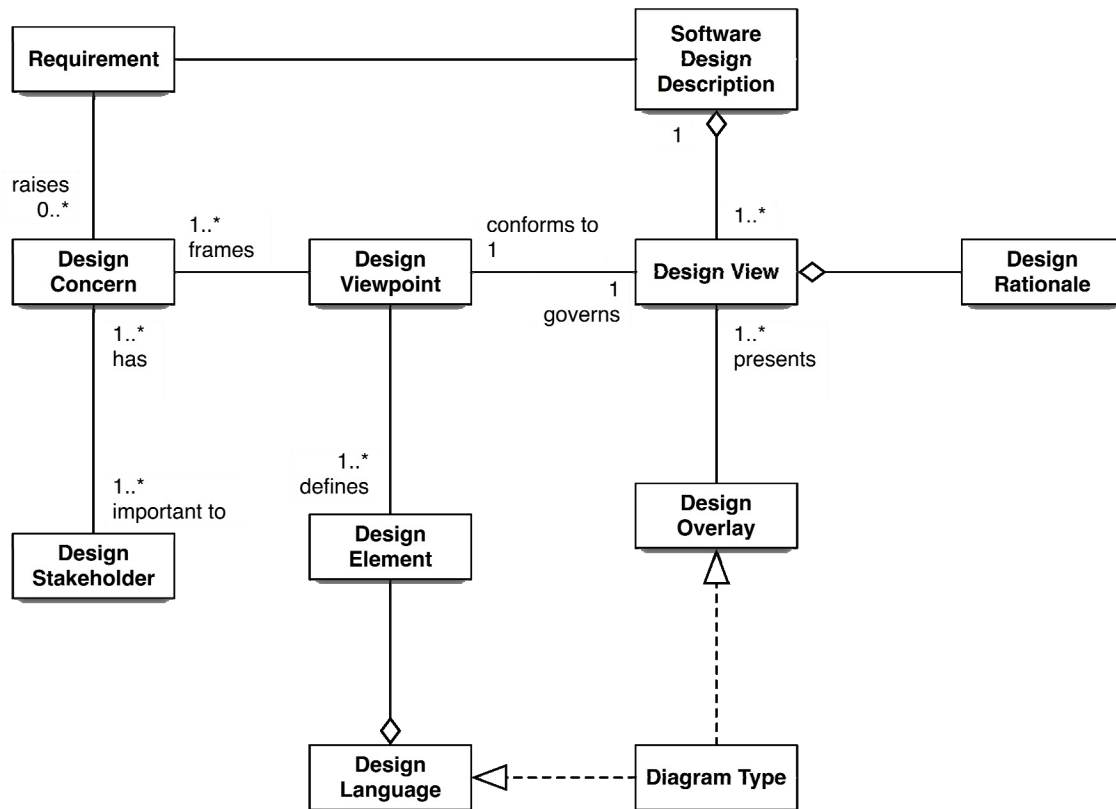 Requirement
Software
Design
Description
1
raises
0..*
1..*
frames
conforms to
1
1..*
Design
Concern
Design
Viewpoint
Design View
Design
Rationale
1
governs
1..*
has
1..*
presents
1..*
defines
1..*
important to
Design
Stakeholder
Design
Element
Design
Overlay
Design
Language
Diagram Type